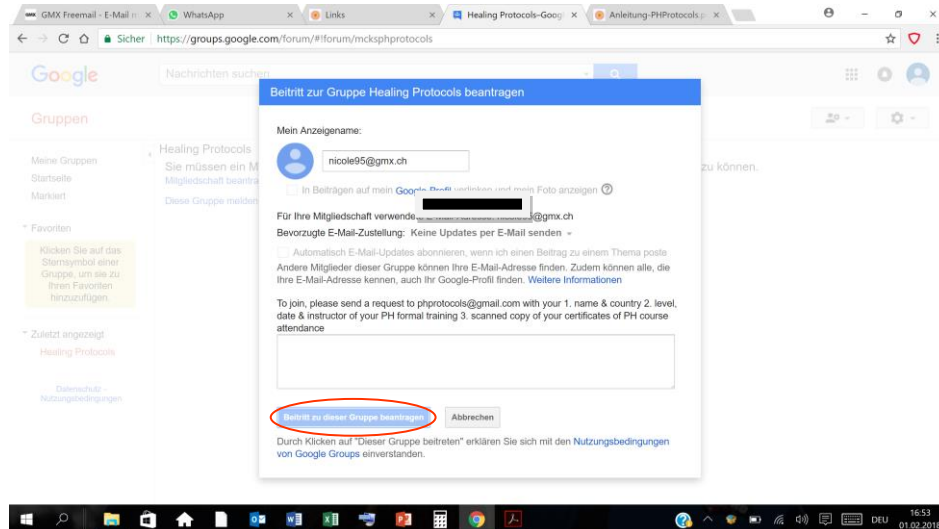 GMX Freemail - E-Mail
WhatsApp
Links
Healing Protocols-Goog
Anleitung-PHProtocols.p
Sicher
https://groups.google.com/forum/#!forum/mcksphprotocols
Google
Nachrichten suchen
Beitritt zur Gruppe Healing Protocols beantragen
Gruppen
Mein Anzeigename:
Meine Gruppen
Startseite
Markiert
Healing Protocols
Sie müssen ein M
zu können.
Mitgliedschaft beantra
Diese Gruppe melden
nicole95@gmx.ch
In Beiträgen auf mein Google-Profil verlinken und mein Foto anzeigen
Für Ihre Mitgliedschaft verwende @gmx.ch
Bevorzugte E-Mail-Zustellung: Keine Updates per E-Mail senden
Favoriten
Klicken Sie auf das
Sternsymbol einer
Gruppe, um sie zu
Ihren Favoriten
hinzuzufügen.
Automatisch E-Mail-Updates abonnieren, wenn ich einen Beitrag zu einem Thema poste
Andere Mitglieder dieser Gruppe können Ihre E-Mail-Adresse finden. Zudem können alle, die
Ihre E-Mail-Adresse kennen, auch Ihr Google-Profil finden. Weitere Informationen
To join, please send a request to phprotocols@gmail.com with your 1. name & country 2. level,
date & instructor of your PH formal training 3. scanned copy of your certificates of PH course
attendance
Zuletzt angezeigt
Healing Protocols
Datenschutz -
Nutzungsbedingungen
Beitritt zu dieser Gruppe beantragen
Abbrechen
Durch Klicken auf "Dieser Gruppe beitreten" erklären Sie sich mit den Nutzungsbedingungen
von Google Groups einverstanden.
DEU
16:53
01.02.2018